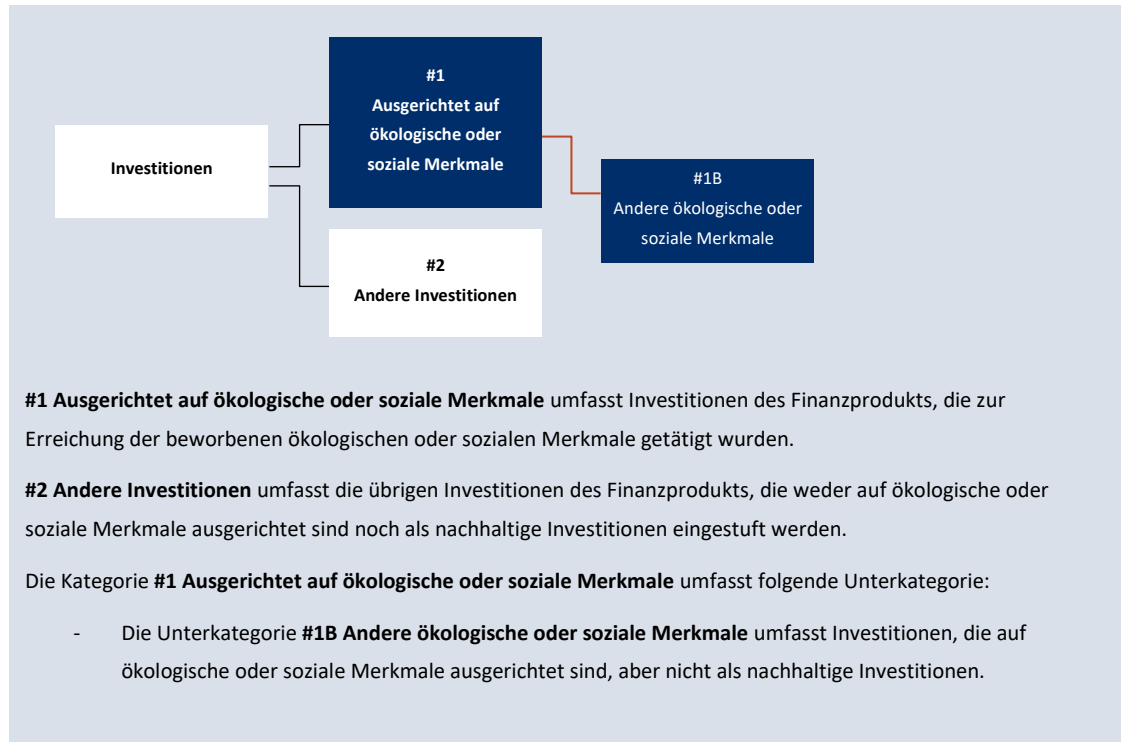 #1
Ausgerichtet auf
ökologische oder
soziale Merkmale
Investitionen
#1B
Andere ökologische oder
soziale Merkmale
#2
Andere Investitionen
#1 Ausgerichtet auf ökologische oder soziale Merkmale umfasst Investitionen des Finanzprodukts, die zur
Erreichung der beworbenen ökologischen oder sozialen Merkmale getätigt wurden.
#2 Andere Investitionen umfasst die übrigen Investitionen des Finanzprodukts, die weder auf ökologische oder
soziale Merkmale ausgerichtet sind noch als nachhaltige Investitionen eingestuft werden.
Die Kategorie #1 Ausgerichtet auf ökologische oder soziale Merkmale umfasst folgende Unterkategorie:
- Die Unterkategorie #1B Andere ökologische oder soziale Merkmale umfasst Investitionen, die auf
ökologische oder soziale Merkmale ausgerichtet sind, aber nicht als nachhaltige Investitionen.